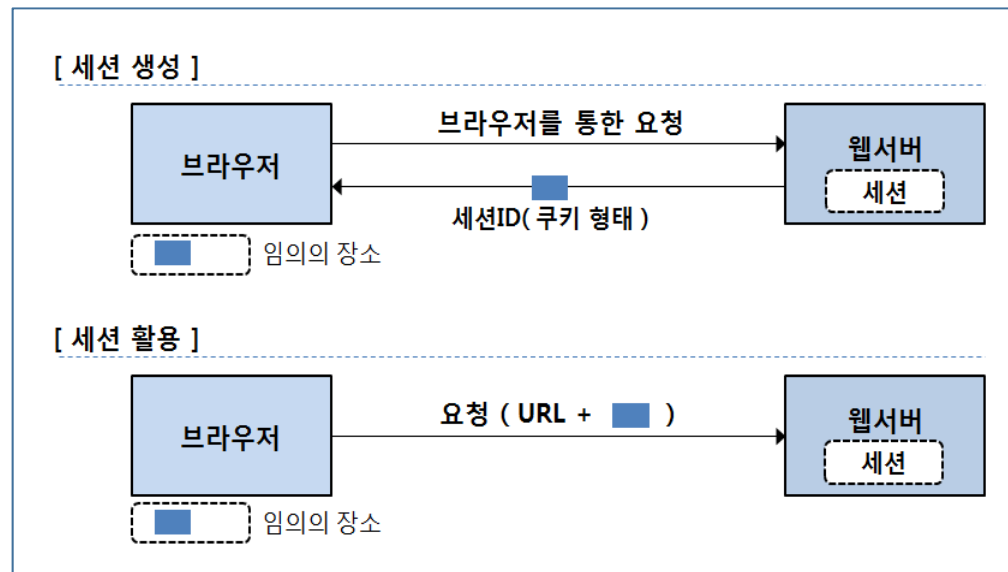 [ 세션 생성 ]
브라우저를 통한 요청
브라우저
웹서버
세션
세션ID( 쿠키 형태 )
임의의 장소
[ 세션 활용 ]
요청 ( URL + )
브라우저
웹서버
세션
임의의 장소